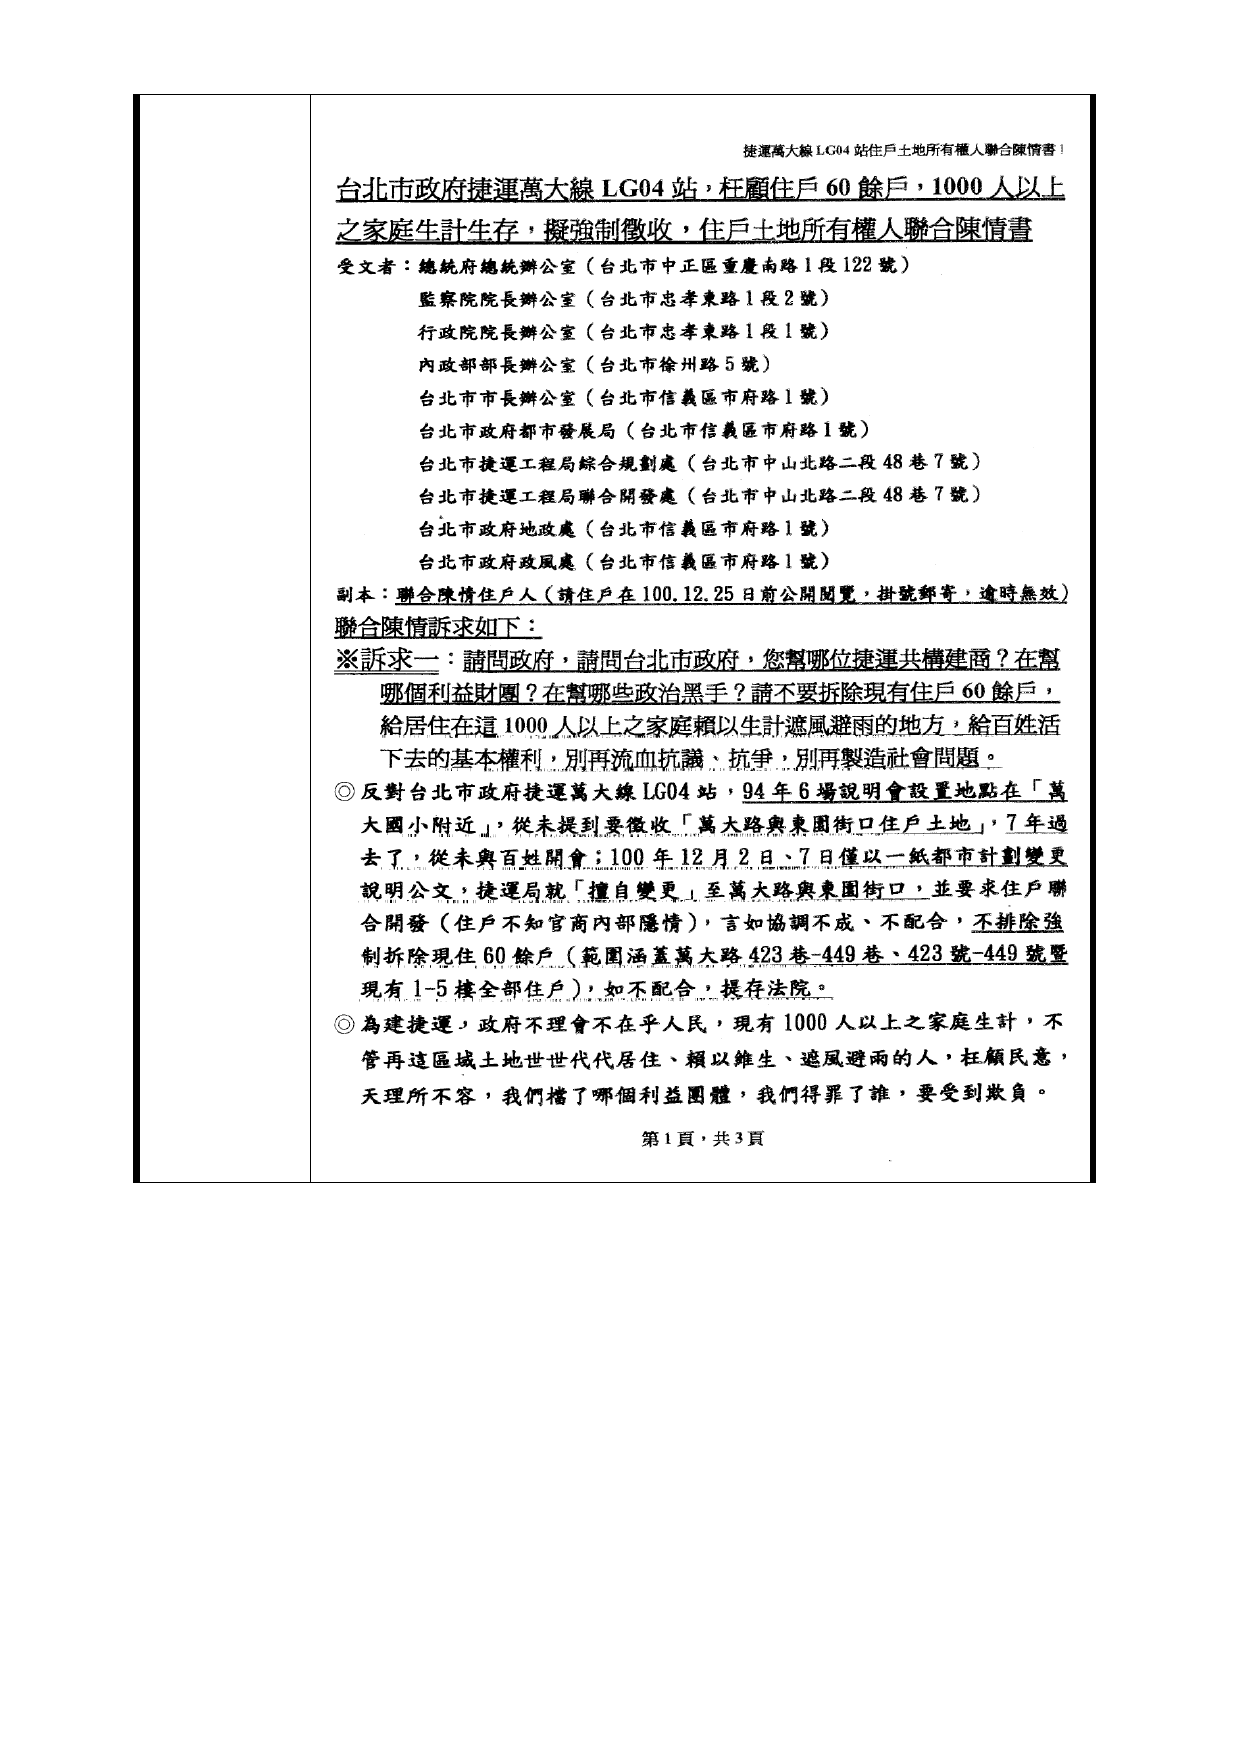 捷運萬大線 LG04 站住戶土地所有權人聯合陳情書！
台北市政府捷運萬大線 LG04 站，枉顧住戶 60 餘戶，1000 人以上
之家庭生計生存，擬強制徵收，住戶土地所有權人聯合陳情書
受文者：總統府總統辦公室（台北市中正區重慶南路 1 段 122 號）
監察院院長辦公室（台北市忠孝東路 1 段 2 號）
行政院院長辦公室（台北市忠孝東路 1 段 1 號）
內政部部長辦公室（台北市徐州路 5 號）
台北市市長辦公室（台北市信義區市府路 1 號）
台北市政府都市發展局（台北市信義區市府路 1 號）
台北市捷運工程局綜合規劃處（台北市中山北路二段 48 巷 7 號）
台北市捷運工程局聯合開發處（台北市中山北路二段 48 巷 7 號）
台北市政府地政處（台北市信義區市府路 1 號）
台北市政府政風處（台北市信義區市府路 1 號）
副本：聯合陳情住戶人（請住戶在 100.12.25 日前公開閱覽，掛號郵寄，逾時無效）
聯合陳情訴求如下：
※訴求一：請問政府，請問台北市政府，您幫哪位捷運共構建商？在幫
哪個利益財團？在幫哪些政治黑手？請不要拆除現有住戶 60 餘戶，
給居住在這 1000 人以上之家庭賴以生計遮風避雨的地方，給百姓活
下去的基本權利，別再流血抗議、抗爭，別再製造社會問題。
◎反對台北市政府捷運萬大線 LG04 站，94 年 6 場說明會設置地點在「萬
大國小附近」，從未提到要徵收「萬大路與東園街口住戶土地」，7 年過
去了，從未與百姓開會；100 年 12 月 2 日、7 日僅以一紙都市計劃變更
說明公文，捷運局就「擅自變更」至萬大路與東園街口，並要求住戶聯
合開發（住戶不知官商內部隱情），言如協調不成、不配合，不排除強
制拆除現住 60 餘戶（範圍涵蓋萬大路 423 巷-449 巷、423 號-449 號暨
現有 1-5 樓全部住戶），如不配合，提存法院。
◎為建捷運，政府不理會不在乎人民，現有 1000 人以上之家庭生計，不
管再這區域土地世世代代居住、賴以維生、遮風避雨的人，枉顧民意，
天理所不容，我們擋了哪個利益團體，我們得罪了誰，要受到欺負。
第 1 頁，共 3 頁